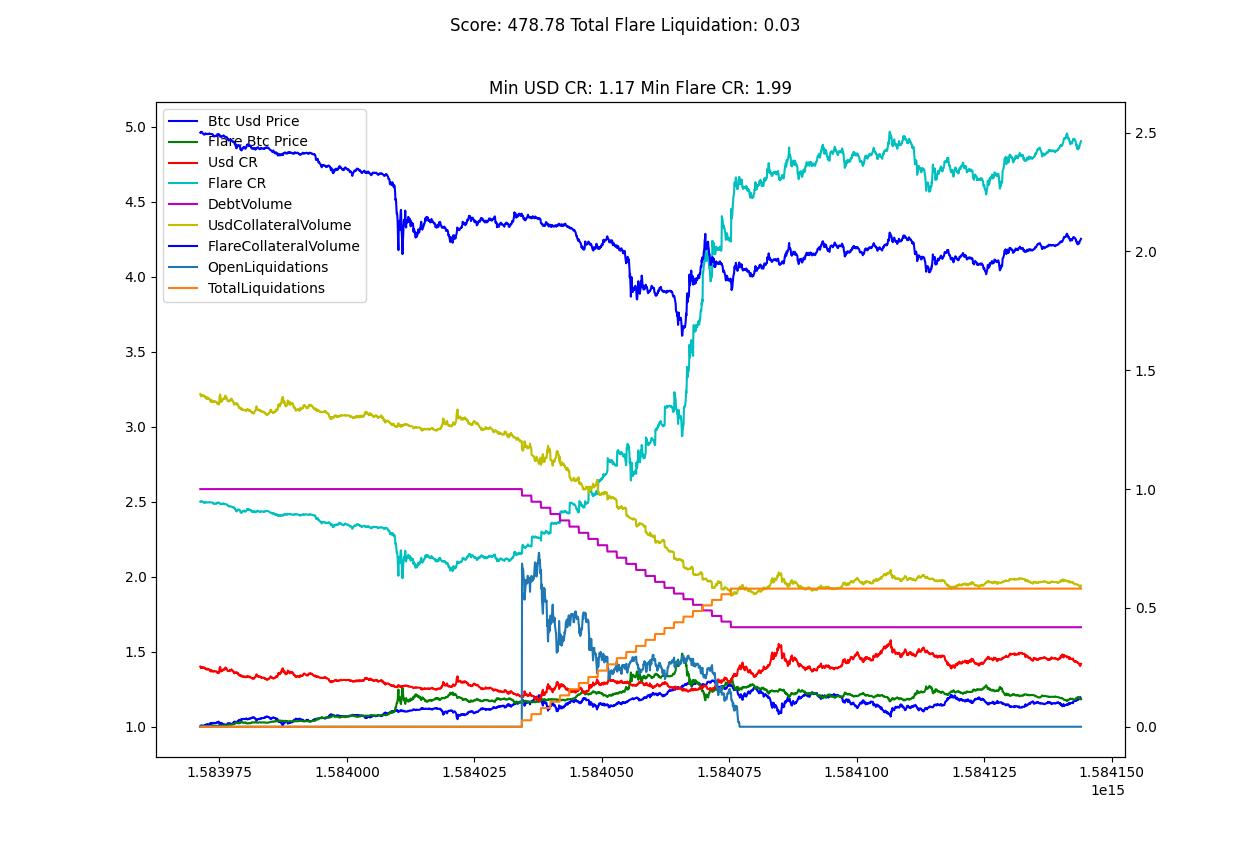 Score: 478.78 Total Flare Liquidation: 0.03
Min USD CR: 1.17 Min Flare CR: 1.99
Btc Usd Price
Flare Btc Price
Usd CR
Flare CR
DebtVolume
UsdCollateralVolume
FlareCollateralVolume
OpenLiquidations
TotalLiquidations
5.0
4.5
4.0
3.5
3.0
2.5
2.0
1.5
1.0
2.5
2.0
1.5
1.0
0.5
0.0
1.583975 1.584000 1.584025 1.584050 1.584075 1.584100 1.584125 1.584150
1e15